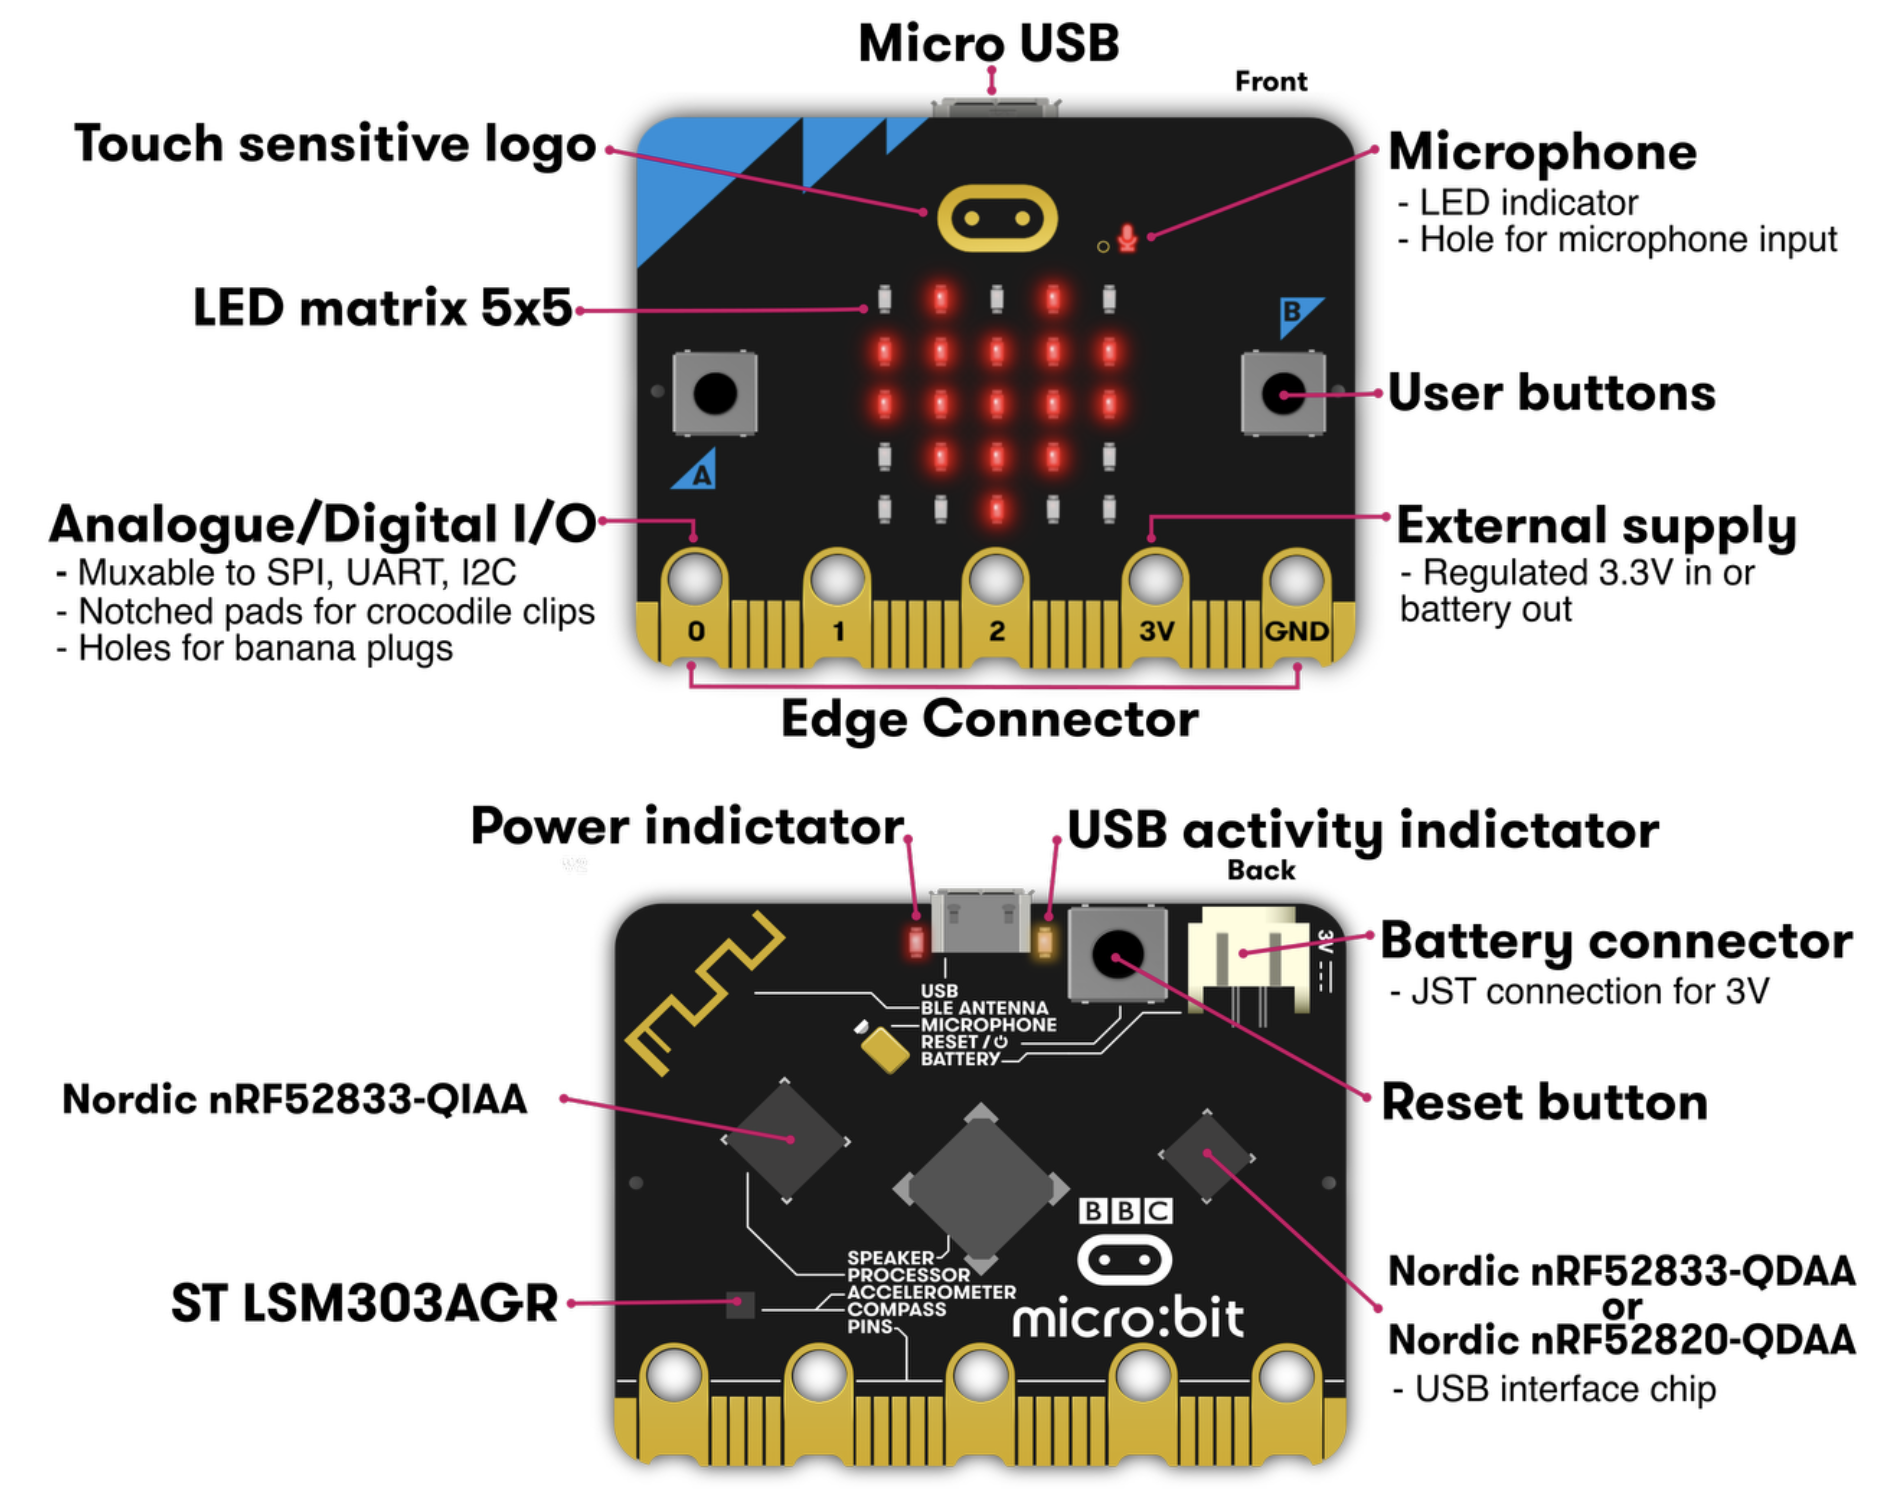 Micro USB
Front
Touch sensitive logo
Microphone
- LED indicator
- Hole for microphone input
LED matrix 5x5
B
User buttons
A
Analogue/Digital I/O
- Muxable to SPI, UART, I2C
- Notched pads for crocodile clips
- Holes for banana plugs
External supply
- Regulated 3.3V in or
battery out
0 1 2 3V GND
Edge Connector
Power indictator
USB activity indictator
Back
Battery connector
- JST connection for 3V
3V
USB
BLE ANTENNA
MICROPHONE
RESET /
BATTERY
Nordic nRF52833-QIAA
Reset button
BBC
micro:bit
SPEAKER
PROCESSOR
ACCELEROMETER
COMPASS
PINS
ST LSM303AGR
Nordic nRF52833-QDAA
or
Nordic nRF52820-QDAA
- USB interface chip